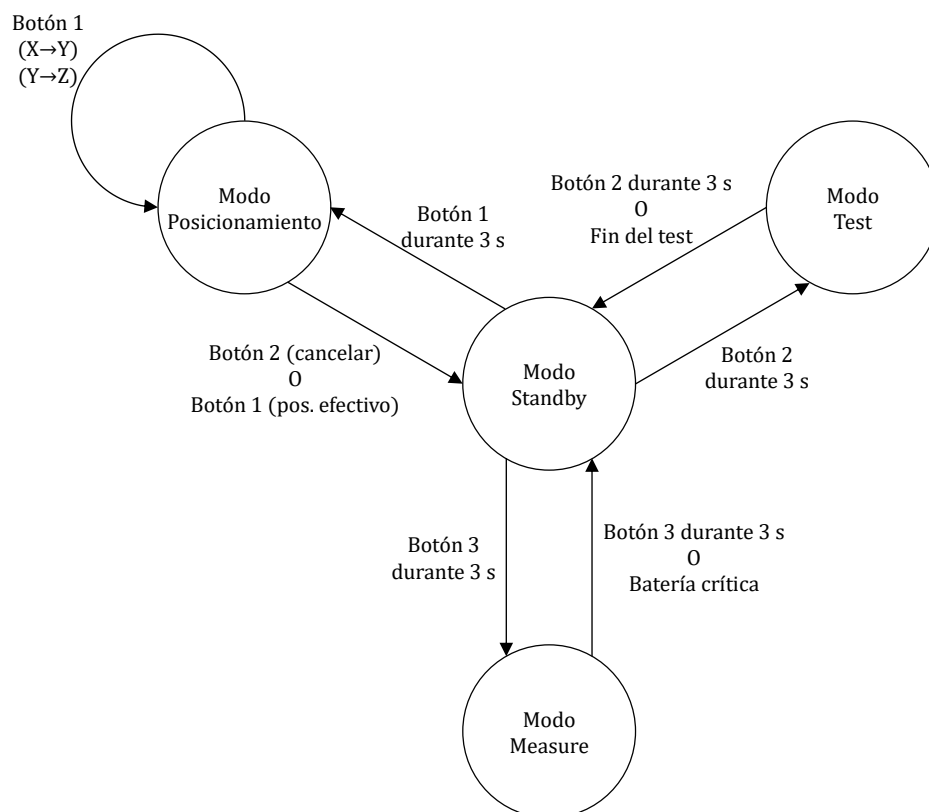 Botón 1
(X→Y)
(Y→Z)
Modo
Posicionamiento
Botón 1
durante 3 s
Botón 2 durante 3 s
O
Fin del test
Modo
Test
Botón 2 (cancelar)
O
Botón 1 (pos. efectivo)
Modo
Standby
Botón 2
durante 3 s
Botón 3
durante 3 s
Botón 3 durante 3 s
O
Batería crítica
Modo
Measure